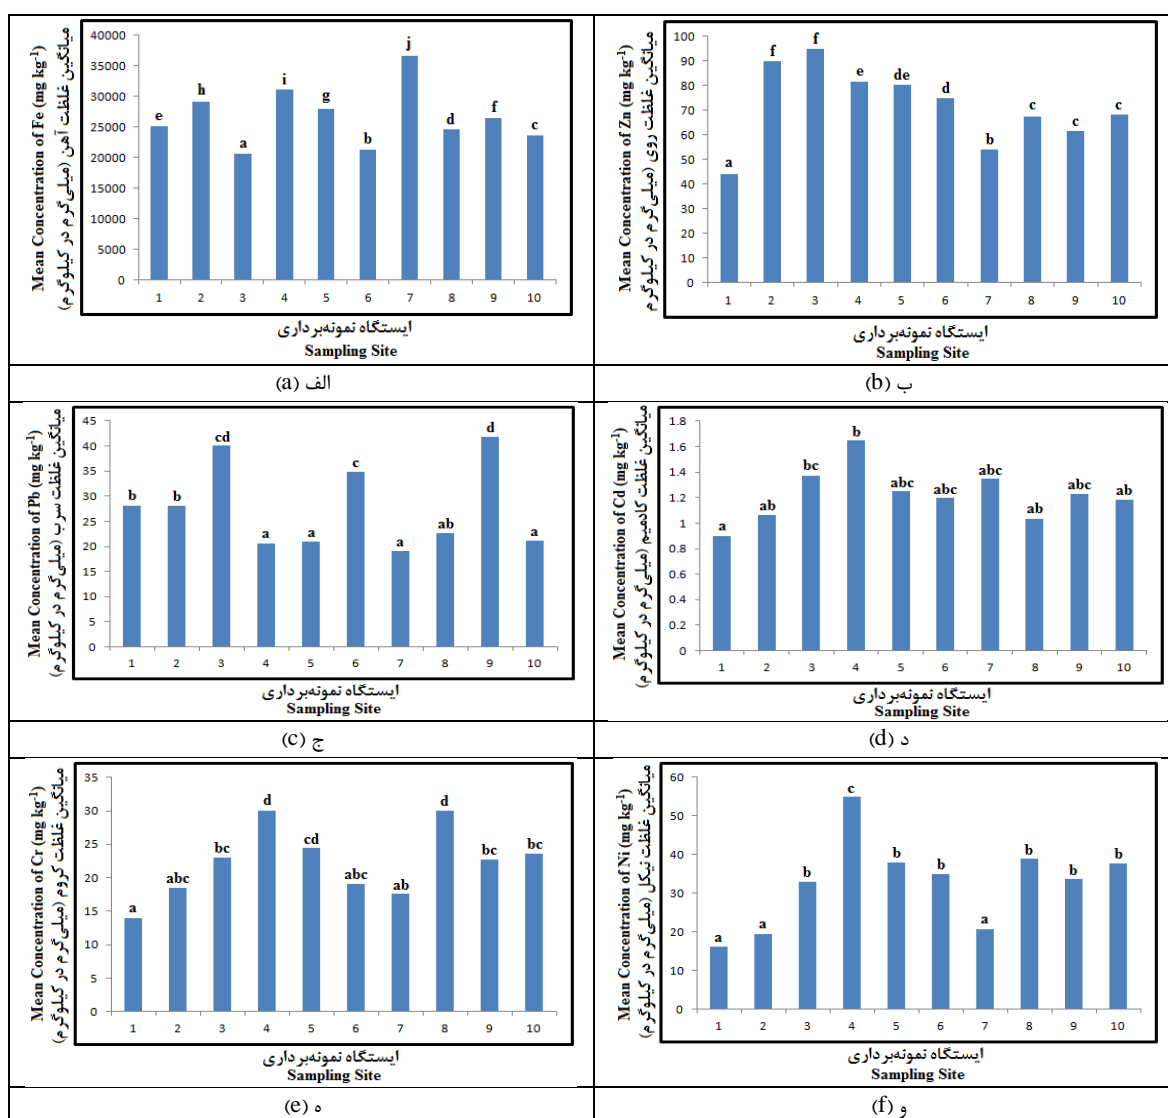 Mean Concentration of Fe (mg kg-1)
میانگین غلظت آهن (میلی‌گرم در کیلوگرم)
40000
35000
30000
25000
20000
15000
10000
5000
0
e h a i g b j d f c
1 2 3 4 5 6 7 8 9 10
ایستگاه نمونه‌برداری
Sampling Site
الف (a)
Mean Concentration of Zn (mg kg-1)
میانگین غلظت روی (میلی‌گرم در کیلوگرم
100
90
80
70
60
50
40
30
20
10
0
a f f e de d b c c c
1 2 3 4 5 6 7 8 9 10
ایستگاه نمونه‌برداری
Sampling Site
ب (b)
Mean Concentration of Pb (mg kg-1)
میانگین غلظت سرب (میلی‌گرم در کیلوگرم)
45
40
35
30
25
20
15
10
5
0
b b cd a a c a ab d a
1 2 3 4 5 6 7 8 9 10
ایستگاه نمونه‌برداری
Sampling Site
ج (c)
Mean Concentration of Cd (mg kg-1)
میانگین غلظت کادمیم (میلی‌گرم در کیلوگرم)
1.8
1.6
1.4
1.2
1
0.8
0.6
0.4
0.2
0
a ab bc b abc abc abc ab abc ab
1 2 3 4 5 6 7 8 9 10
ایستگاه نمونه‌برداری
Sampling Site
د (d)
Mean Concentration of Cr (mg kg-1)
میانگین غلظت کروم (میلی‌گرم در کیلوگرم)
35
30
25
20
15
10
5
0
a abc bc d cd abc ab d bc bc
1 2 3 4 5 6 7 8 9 10
ایستگاه نمونه‌برداری
Sampling Site
ه (e)
Mean Concentration of Ni (mg kg-1)
میانگین غلظت نیکل (میلی‌گرم در کیلوگرم)
60
50
40
30
20
10
0
a a b c b b a b b b
1 2 3 4 5 6 7 8 9 10
ایستگاه نمونه‌برداری
Sampling Site
و (f)